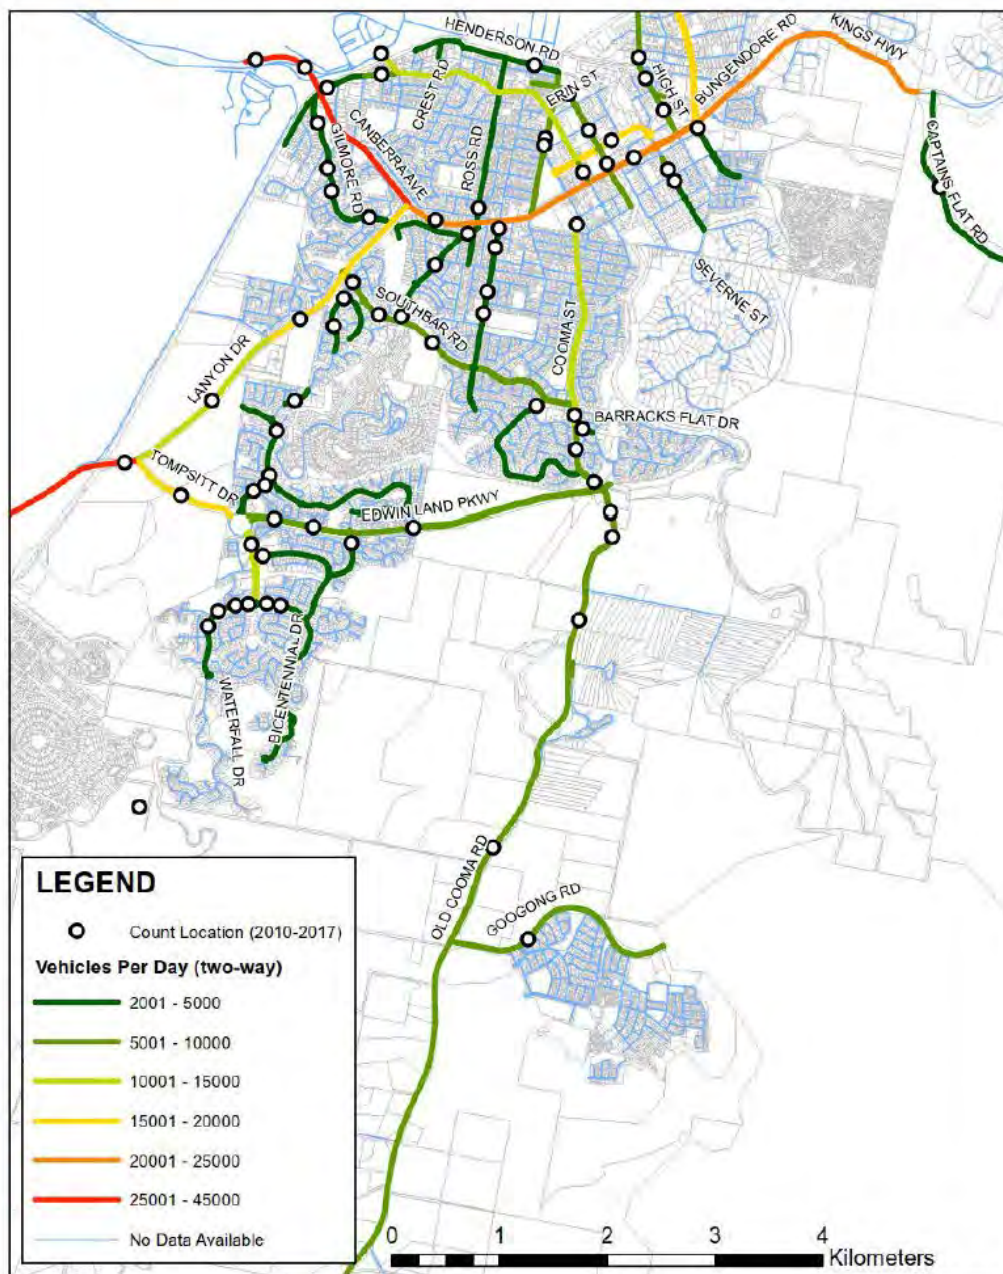 HENDERSON RD
KINGS HWY
BUNGENDORE RD
CREST RD
ERIN ST
HIGH ST
CANBERRA AVE
ROSS RD
GILMORE RD
CAPTAINS FLAT RD
SEVERNE ST
SOUTHBAR RD
COOMA ST
LANYON DR
BARRACKS FLAT DR
TOMPSITT DR
EDWIN LAND PKWY
BICENTENNIAL DR
WATERFALL DR
OLD COOMA RD
GOOGONG RD
LEGEND
Count Location (2010-2017)
Vehicles Per Day (two-way)
2001 - 5000
5001 - 10000
10001 - 15000
15001 - 20000
20001 - 25000
25001 - 45000
No Data Available
0 1 2 3 4
Kilometers